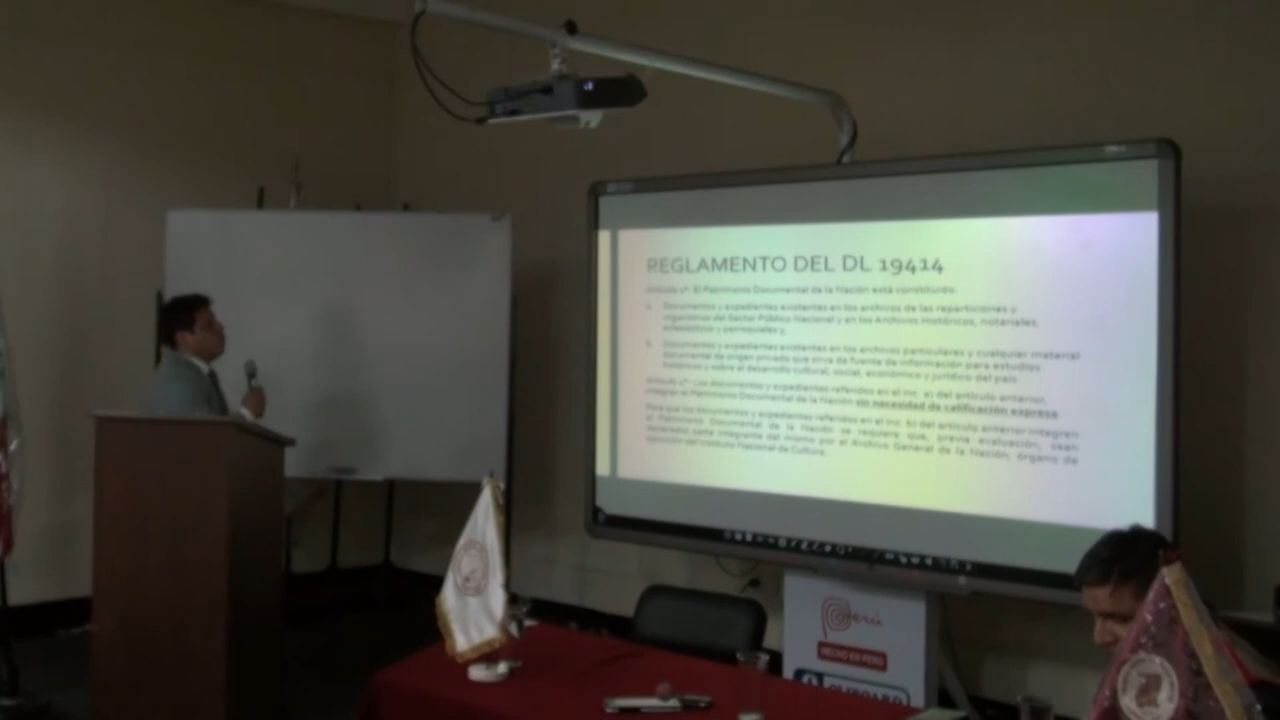 REGLAMENTO DEL DL 19414
Artículo 1º: El Patrimonio Documental de la Nación está constituido:
a. Documentos y expedientes existentes en los archivos de las reparticiones y
organismos del Sector Público Nacional y en los Archivos Históricos, notariales,
eclesiásticos y parroquiales y,
b. Documentos y expedientes existentes en los archivos particulares y cualquier material
documental de origen privado que sirva de fuente de información para estudios
históricos y sobre el desarrollo cultural, social, económico y jurídico del país
Los documentos y expedientes referidos en el inc. a) del artículo anterior,
integran el Patrimonio Documental de la Nación sin necesidad de calificación expresa
Para que los documentos y expedientes referidos en el inc. b) del artículo anterior integren
el Patrimonio Documental de la Nación se requiere que, previa evaluación, sean
parte integrante del mismo por el Archivo General de la Nación, órgano de
del Instituto Nacional de Cultura.
Perú
HECHO EN PERU